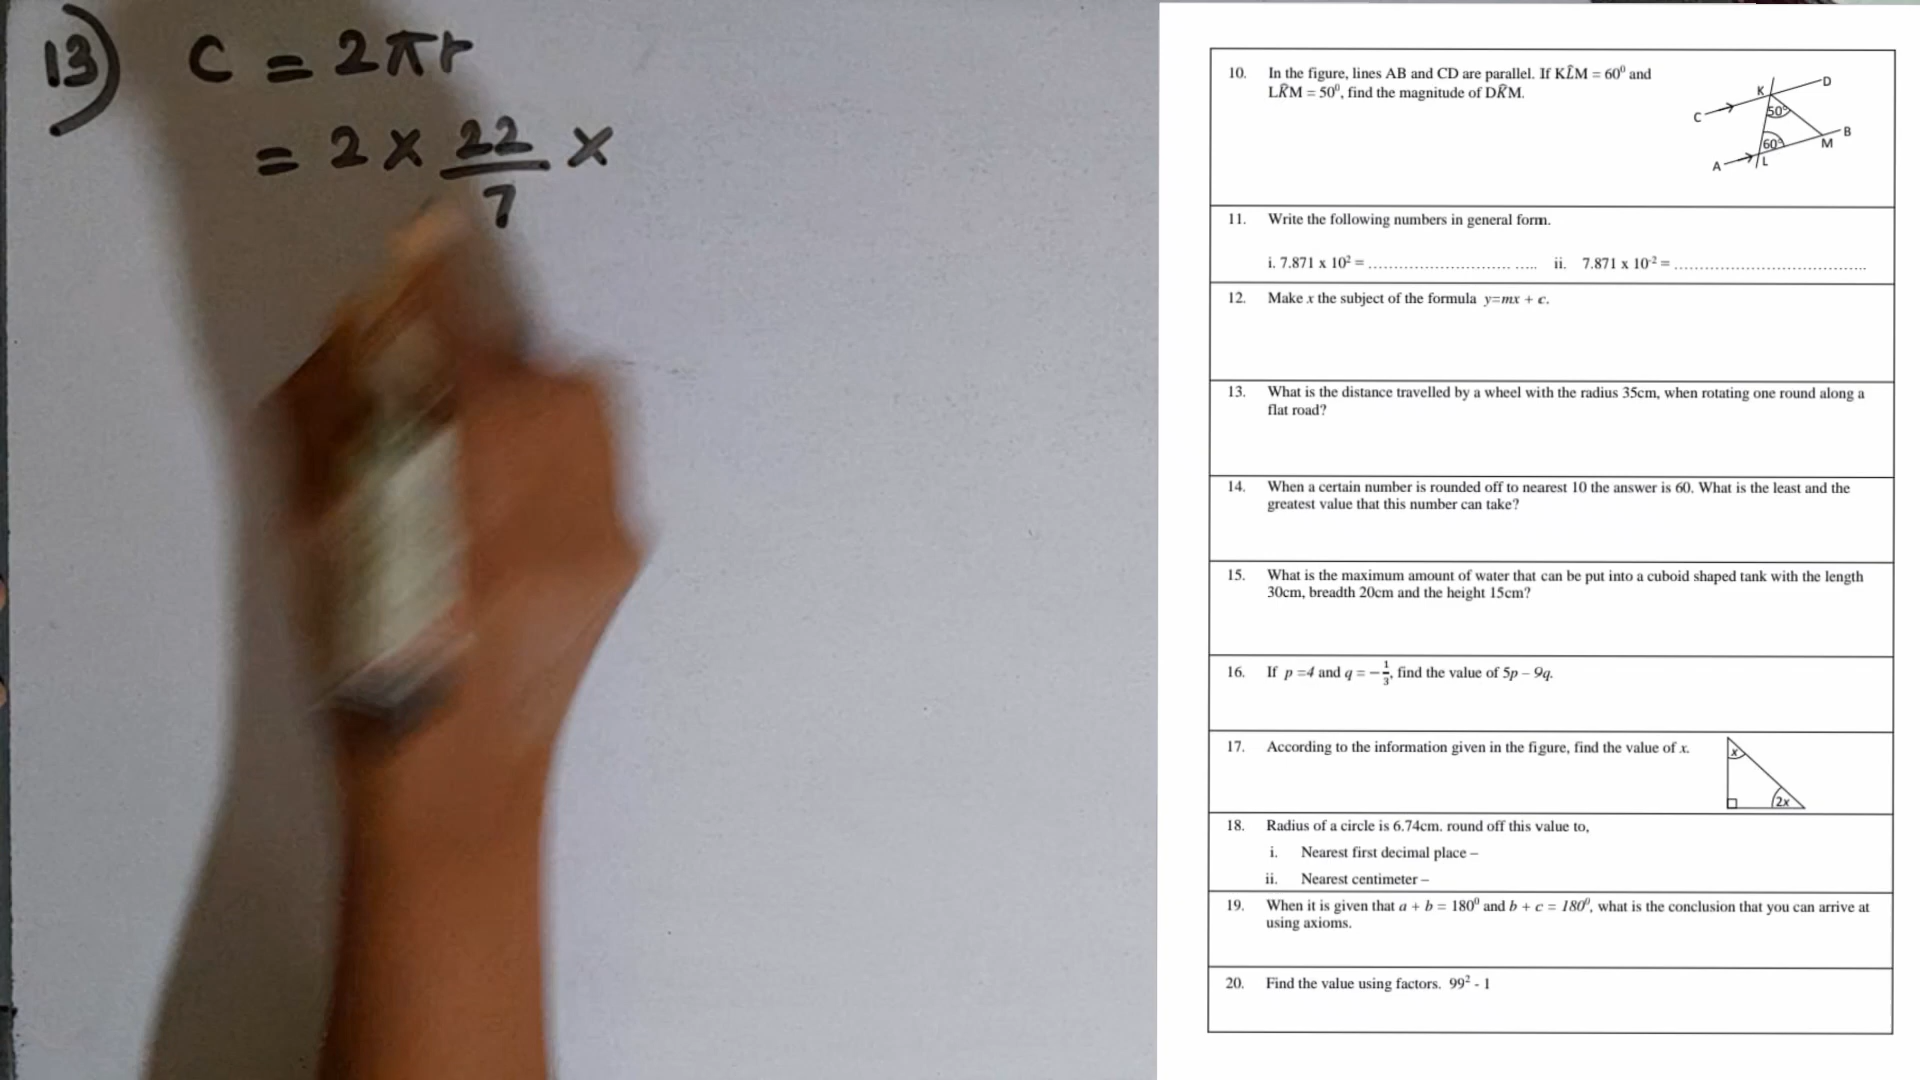 13) C = 2πr
= 2 × 22/7 ×
10. In the figure, lines AB and CD are parallel. If KL̂M = 60⁰ and
LK̂M = 50⁰, find the magnitude of DK̂M.
K
D
C
50°
B
60°
M
A
L
11. Write the following numbers in general form.
i. 7.871 x 10² = ................................ ..... ii. 7.871 x 10⁻² = ....................................
12. Make x the subject of the formula y=mx + c.
13. What is the distance travelled by a wheel with the radius 35cm, when rotating one round along a
flat road?
14. When a certain number is rounded off to nearest 10 the answer is 60. What is the least and the
greatest value that this number can take?
15. What is the maximum amount of water that can be put into a cuboid shaped tank with the length
30cm, breadth 20cm and the height 15cm?
16. If p =4 and q = −1/3, find the value of 5p – 9q.
17. According to the information given in the figure, find the value of x.
x
2x
18. Radius of a circle is 6.74cm. round off this value to,
i. Nearest first decimal place –
ii. Nearest centimeter –
19. When it is given that a + b = 180⁰ and b + c = 180⁰, what is the conclusion that you can arrive at
using axioms.
20. Find the value using factors. 99² - 1